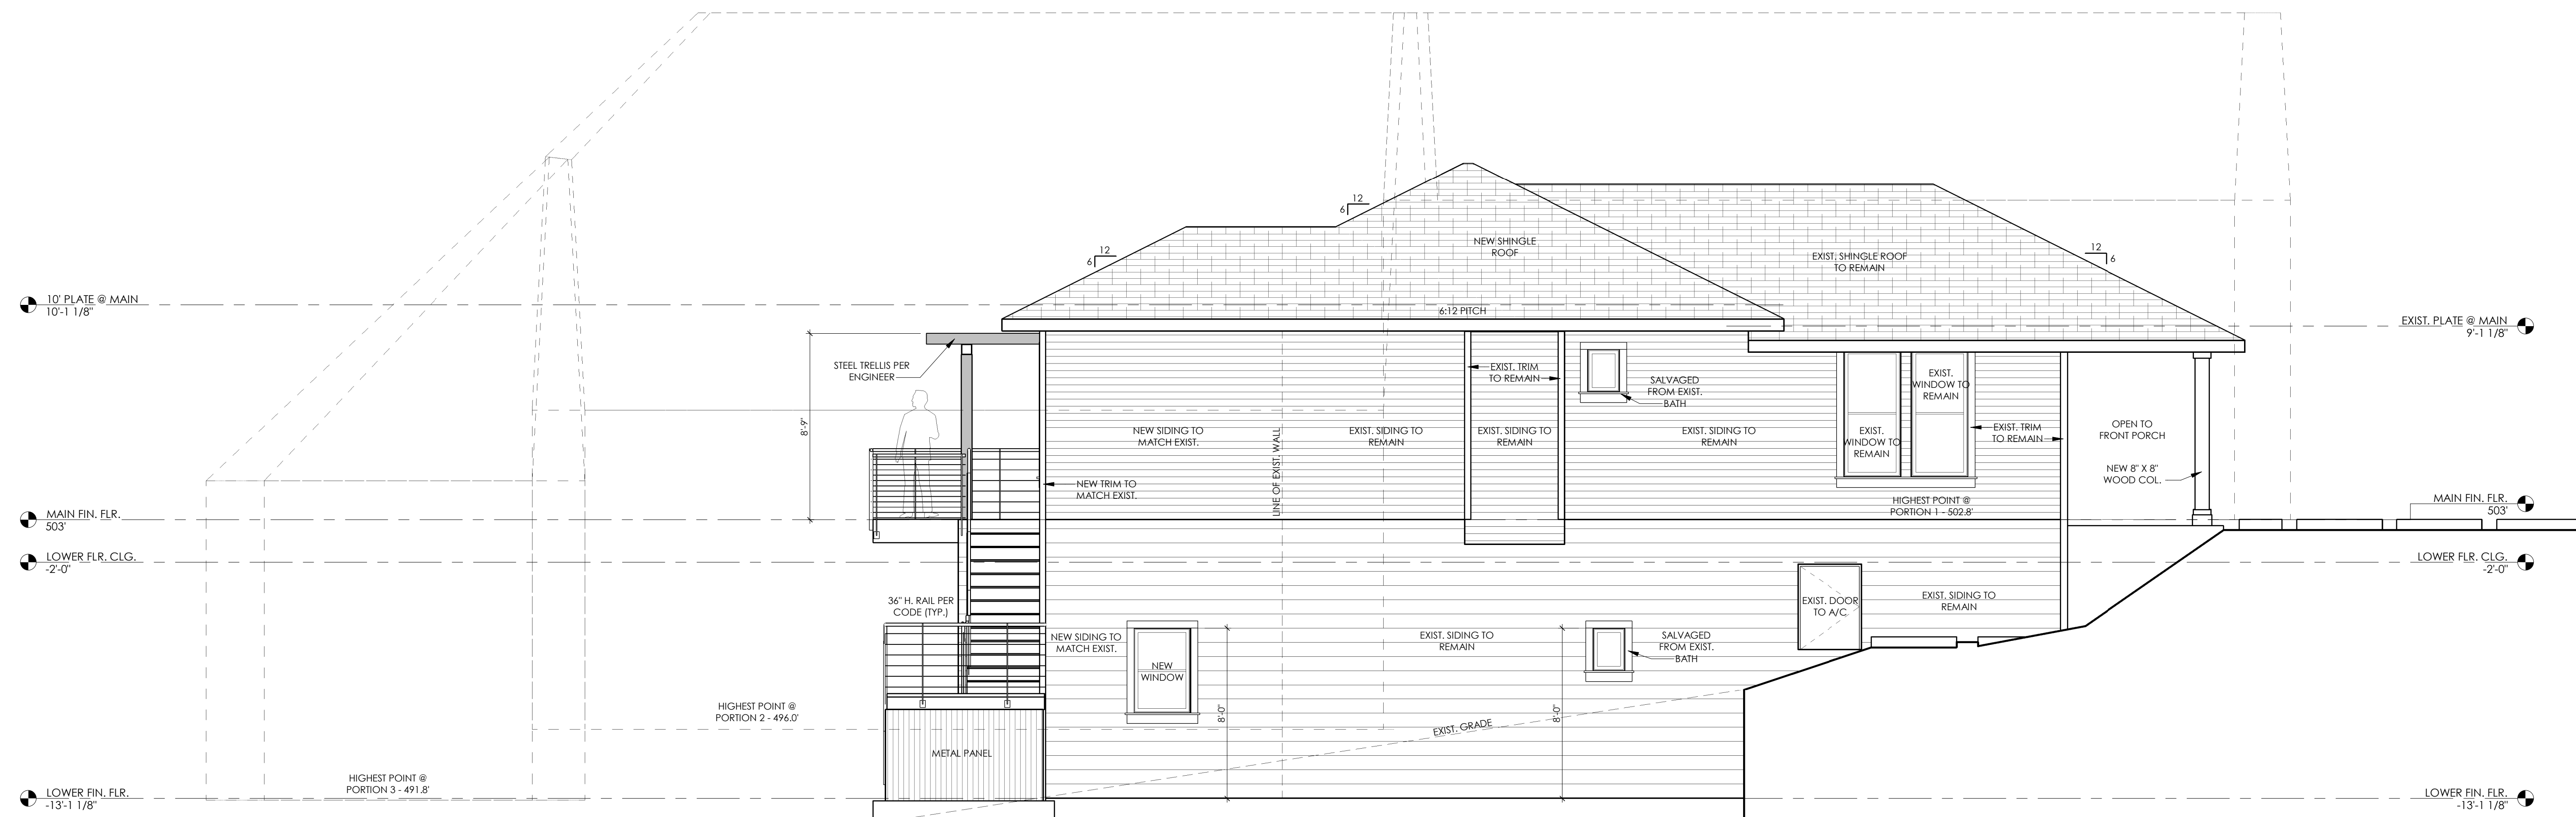 12
6
12
6
NEW SHINGLE
ROOF
12
6
EXIST. SHINGLE ROOF
TO REMAIN
10' PLATE @ MAIN
10'-1 1/8"
6:12 PITCH
EXIST. PLATE @ MAIN
9'-1 1/8"
STEEL TRELLIS PER
ENGINEER
8'-9"
EXIST. TRIM
TO REMAIN
SALVAGED
FROM EXIST.
BATH
EXIST.
WINDOW TO
REMAIN
NEW SIDING TO
MATCH EXIST.
LINE OF EXIST. WALL
EXIST. SIDING TO
REMAIN
EXIST. SIDING TO
REMAIN
EXIST. SIDING TO
REMAIN
EXIST.
WINDOW TO
REMAIN
EXIST. TRIM
TO REMAIN
OPEN TO
FRONT PORCH
NEW 8" X 8"
WOOD COL.
NEW TRIM TO
MATCH EXIST.
HIGHEST POINT @
PORTION 1 - 502.8'
MAIN FIN. FLR.
503'
MAIN FIN. FLR.
503'
LOWER FLR. CLG.
-2'-0"
LOWER FLR. CLG.
-2'-0"
36" H. RAIL PER
CODE (TYP.)
NEW SIDING TO
MATCH EXIST.
NEW
WINDOW
8'-0"
EXIST. SIDING TO
REMAIN
8'-0"
SALVAGED
FROM EXIST.
BATH
EXIST. DOOR
TO A/C
EXIST. SIDING TO
REMAIN
HIGHEST POINT @
PORTION 2 - 496.0'
EXIST. GRADE
METAL PANEL
HIGHEST POINT @
PORTION 3 - 491.8'
LOWER FIN. FLR.
-13'-1 1/8"
LOWER FIN. FLR.
-13'-1 1/8"